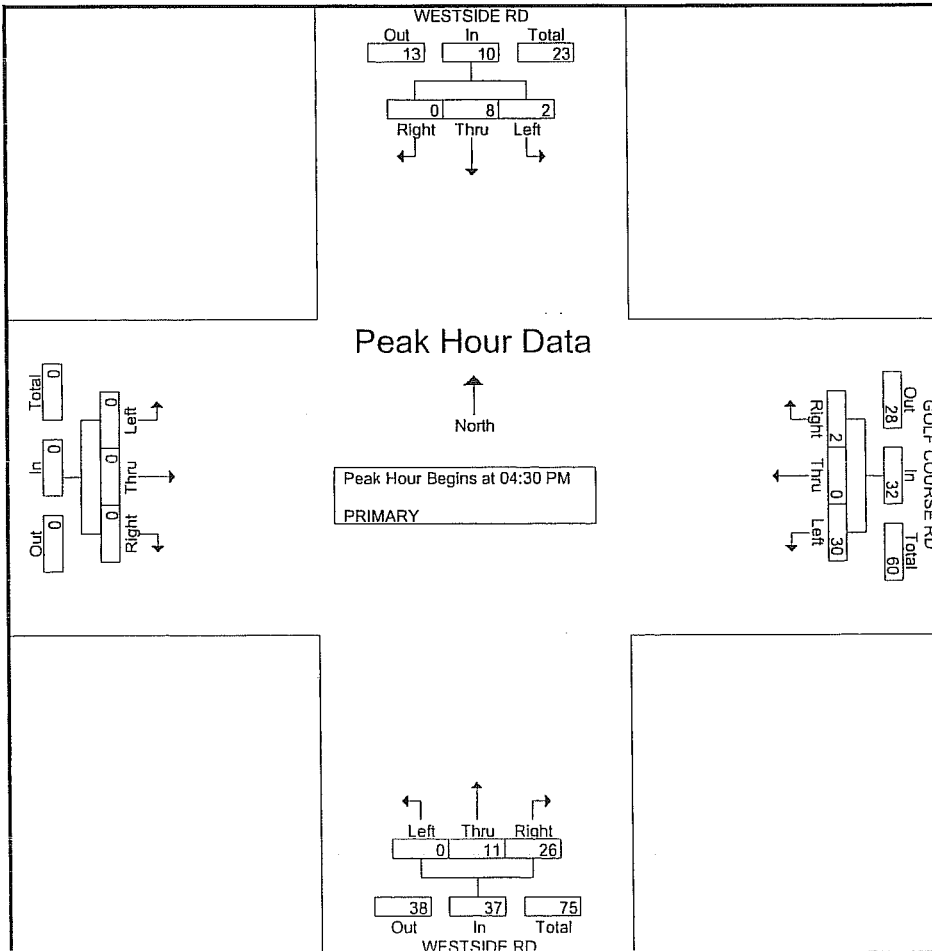 WESTSIDE RD
Out In Total
13 10 23
0 8 2
Right Thru Left
Peak Hour Data
North
Peak Hour Begins at 04:30 PM
PRIMARY
Total In Out
0 0 0
0 0 0
Left Thru Right
Right Thru Left
2 0 30
28 32 60
Out In Total
GOLF COURSE RD
Left Thru Right
0 11 26
38 37 75
Out In Total
WESTSIDE RD